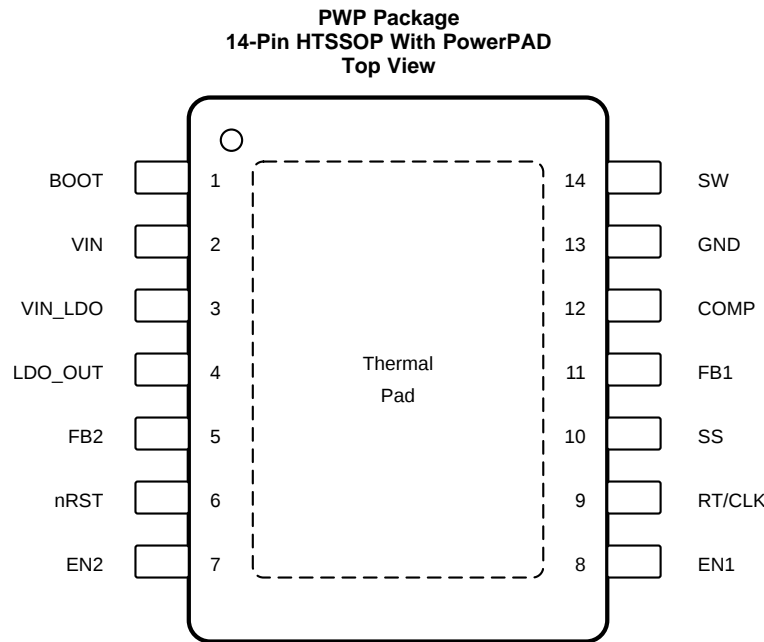 PWP Package
14-Pin HTSSOP With PowerPAD
Top View
BOOT 1 14 SW
VIN 2 13 GND
VIN_LDO 3 12 COMP
LDO_OUT 4 11 FB1
Thermal
Pad
FB2 5 10 SS
nRST 6 9 RT/CLK
EN2 7 8 EN1